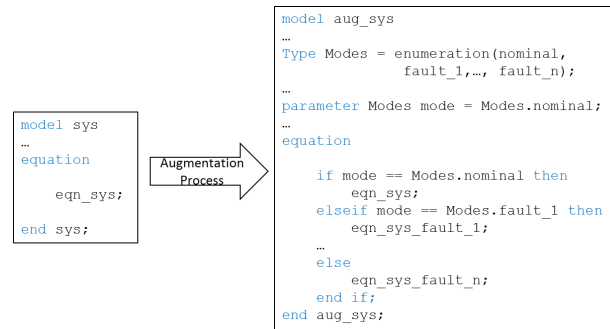 model sys
…
equation
eqn_sys;
end sys;
Augmentation
Process
model aug_sys
…
Type Modes = enumeration(nominal,
fault_1,…, fault_n);
…
parameter Modes mode = Modes.nominal;
…
equation
if mode == Modes.nominal then
eqn_sys;
elseif mode == Modes.fault_1 then
eqn_sys_fault_1;
…
else
eqn_sys_fault_n;
end if;
end aug_sys;